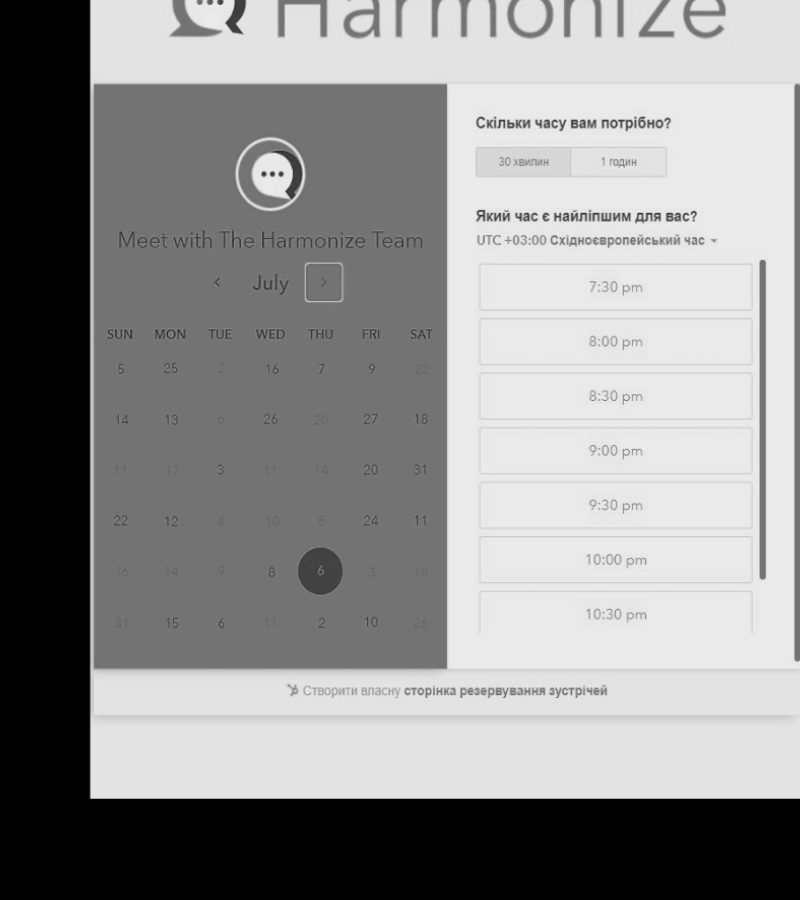 Harmonize
Meet with The Harmonize Team
July
SUN MON TUE WED THU FRI SAT
5 25 2 16 7 9 22
14 13 6 26 20 27 18
11 17 3 11 14 20 31
22 12 4 10 8 24 11
16 14 9 8 6 3 18
31 15 6 11 2 10 26
Скільки часу вам потрібно?
30 хвилин 1 годин
Який час є найліпшим для вас?
UTC +03:00 Східноєвропейський час
7:30 pm
8:00 pm
8:30 pm
9:00 pm
9:30 pm
10:00 pm
10:30 pm
Створити власну сторінка резервування зустрічей